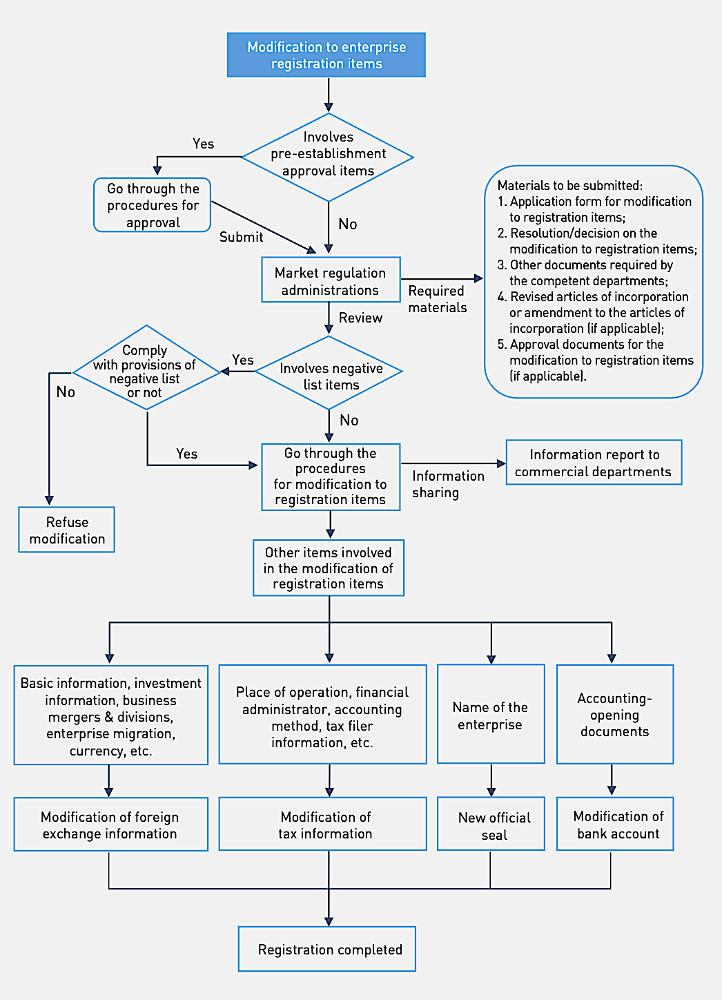 Modification to enterprise
registration items
Involves
pre-establishment
approval items
Yes
Go through the
procedures for
approval
Submit
No
Market regulation
administrations
Required
materials
Materials to be submitted:
1. Application form for modification
to registration items;
2. Resolution/decision on the
modification to registration items;
3. Other documents required by
the competent departments;
4. Revised articles of incorporation
or amendment to the articles of
incorporation (if applicable);
5. Approval documents for the
modification to registration items
(if applicable).
Review
Involves negative
list items
Yes
Comply
with provisions of
negative list
or not
No
Yes
No
Go through the
procedures
for modification to
registration items
Information
sharing
Information report to
commercial departments
Refuse
modification
Other items involved
in the modification of
registration items
Basic information, investment
information, business
mergers & divisions,
enterprise migration,
currency, etc.
Place of operation, financial
administrator, accounting
method, tax filer
information, etc.
Name of the
enterprise
Accounting-
opening
documents
Modification of foreign
exchange information
Modification of
tax information
New official
seal
Modification of
bank account
Registration completed